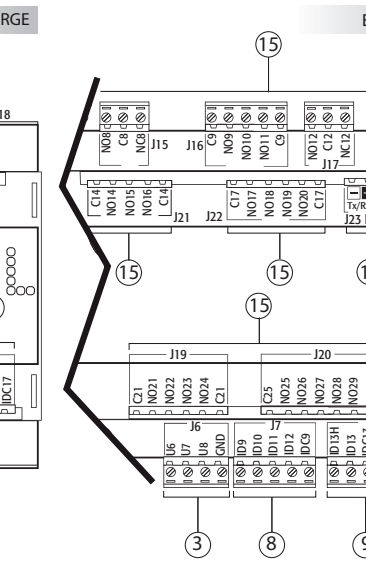 RGE
15
18
NO8 C8 NC8 J15 J16 C9 NO9 NO10 NO11 C9 NO12 C12 NC12
J17
C14 NO14 NO15 NO16 C14 J21 J22 C17 NO17 NO18 NO19 NO20 C17 Tx/R
J23
15 15
15
IDC17
J19 J20
C21 NO21 NO22 NO23 NO24 C21 C25 NO25 NO26 NO27 NO28 NO29
J6 J7
U6 U7 U8 GND ID9 ID10 ID11 ID12 IDC9 ID13H ID13
3 8 9